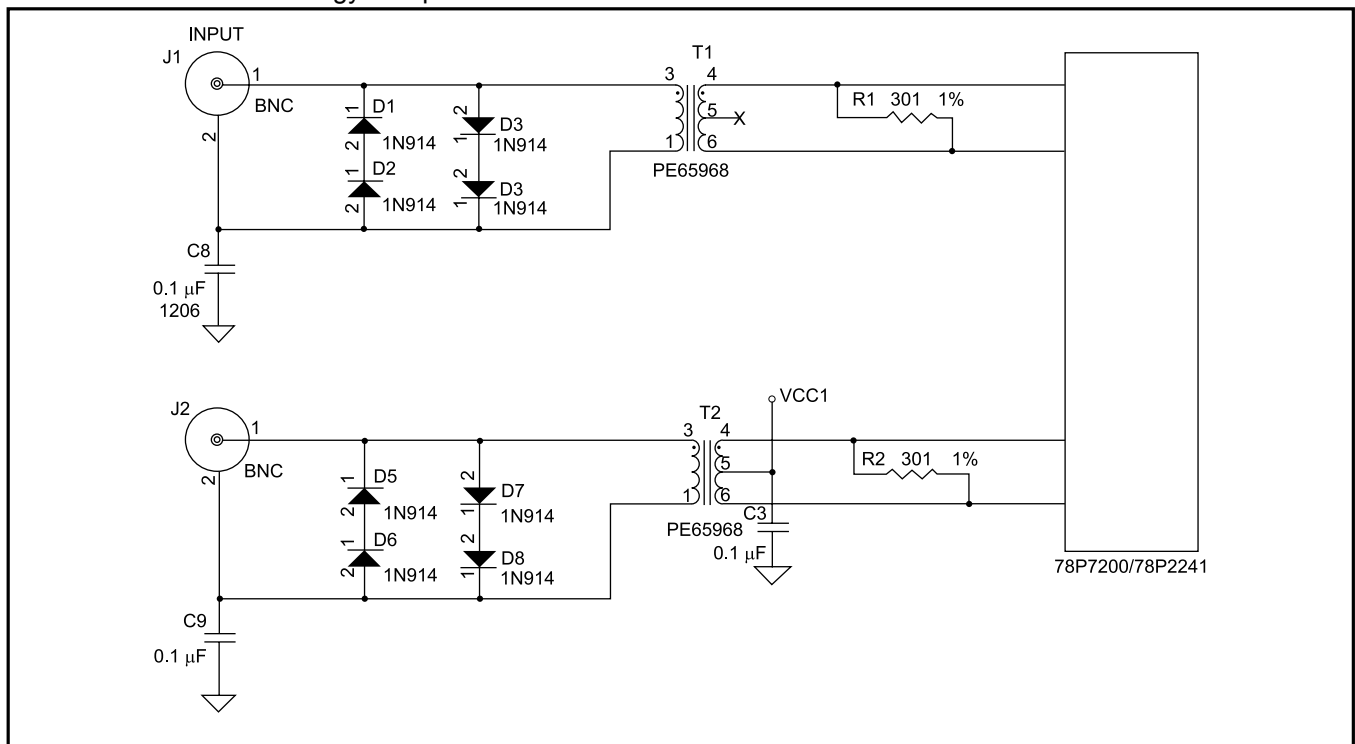 INPUT
J1
1
BNC
2
C8
0.1 µF
1206
1
D1
1N914
2
1
D2
1N914
2
2
D3
1N914
1
2
D3
1N914
1
T1
3
4
5
X
1
6
PE65968
R1 301 1%
J2
1
BNC
2
C9
0.1 µF
1
D5
1N914
2
1
D6
1N914
2
2
D7
1N914
1
2
D8
1N914
1
T2
3
4
5
1
6
PE65968
VCC1
C3
0.1 µF
R2 301 1%
78P7200/78P2241